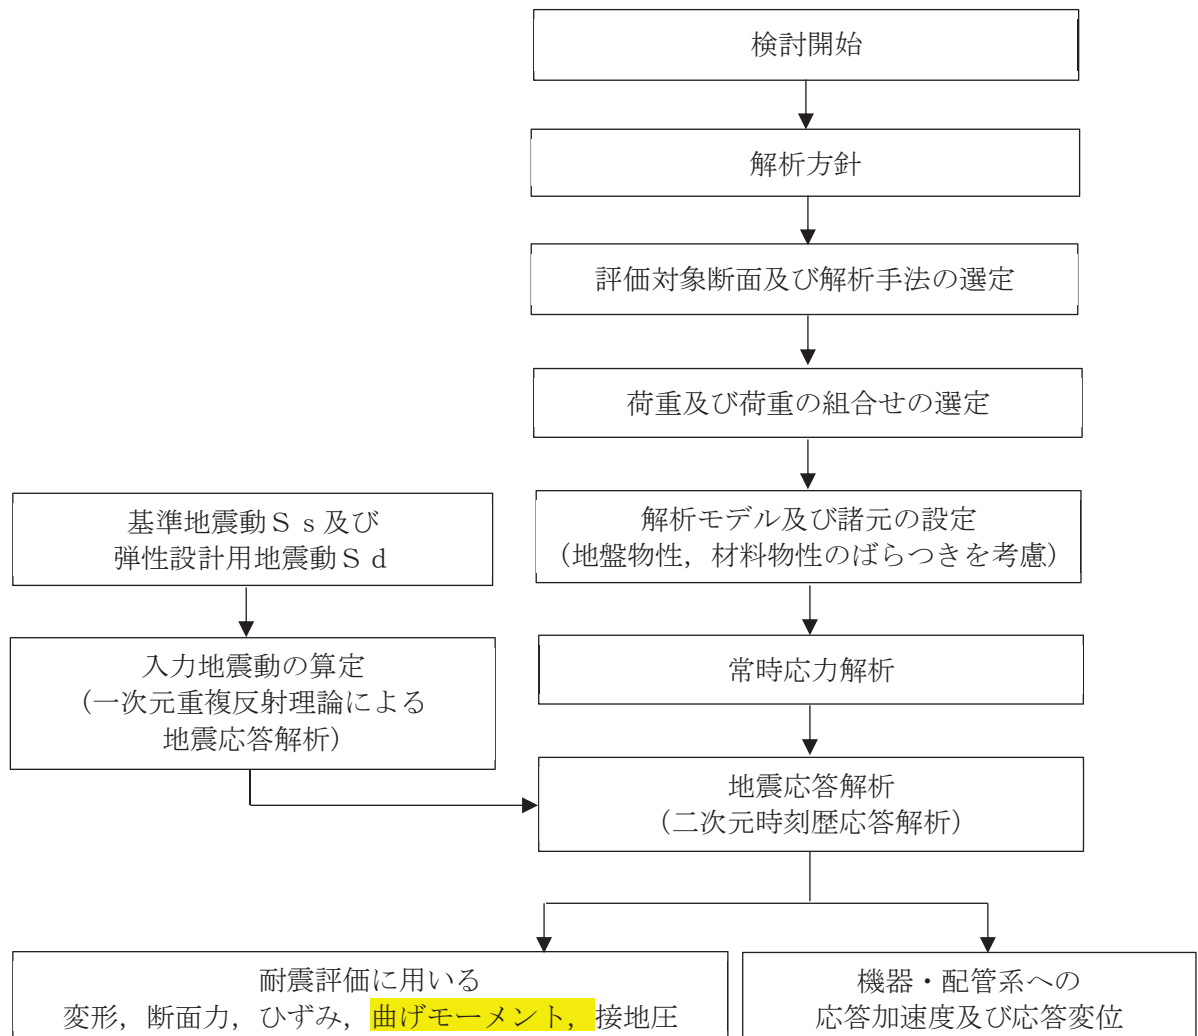 検討開始
解析方針
評価対象断面及び解析手法の選定
荷重及び荷重の組合せの選定
基準地震動Ｓｓ及び
弾性設計用地震動Ｓｄ
解析モデル及び諸元の設定
（地盤物性，材料物性のばらつきを考慮）
入力地震動の算定
（一次元重複反射理論による
地震応答解析）
常時応力解析
地震応答解析
（二次元時刻歴応答解析）
耐震評価に用いる
変形，断面力，ひずみ，曲げモーメント，接地圧
機器・配管系への
応答加速度及び応答変位